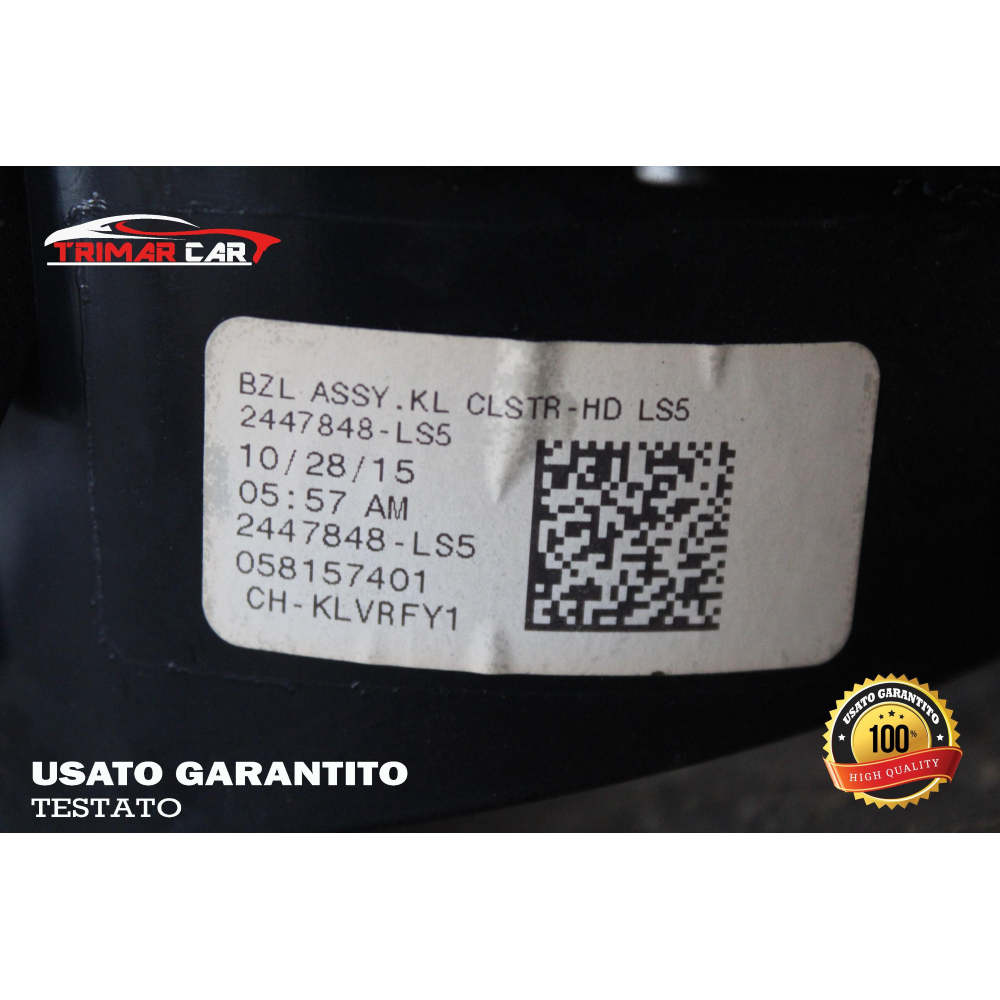 TRIMAR CAR
BZL ASSY.KL CLSTR-HD LS5
2447848-LS5
10/28/15
05:57 AM
2447848-LS5
058157401
CH-KLVRFY1
USATO GARANTITO
100%
HIGH QUALITY
USATO GARANTITO
TESTATO